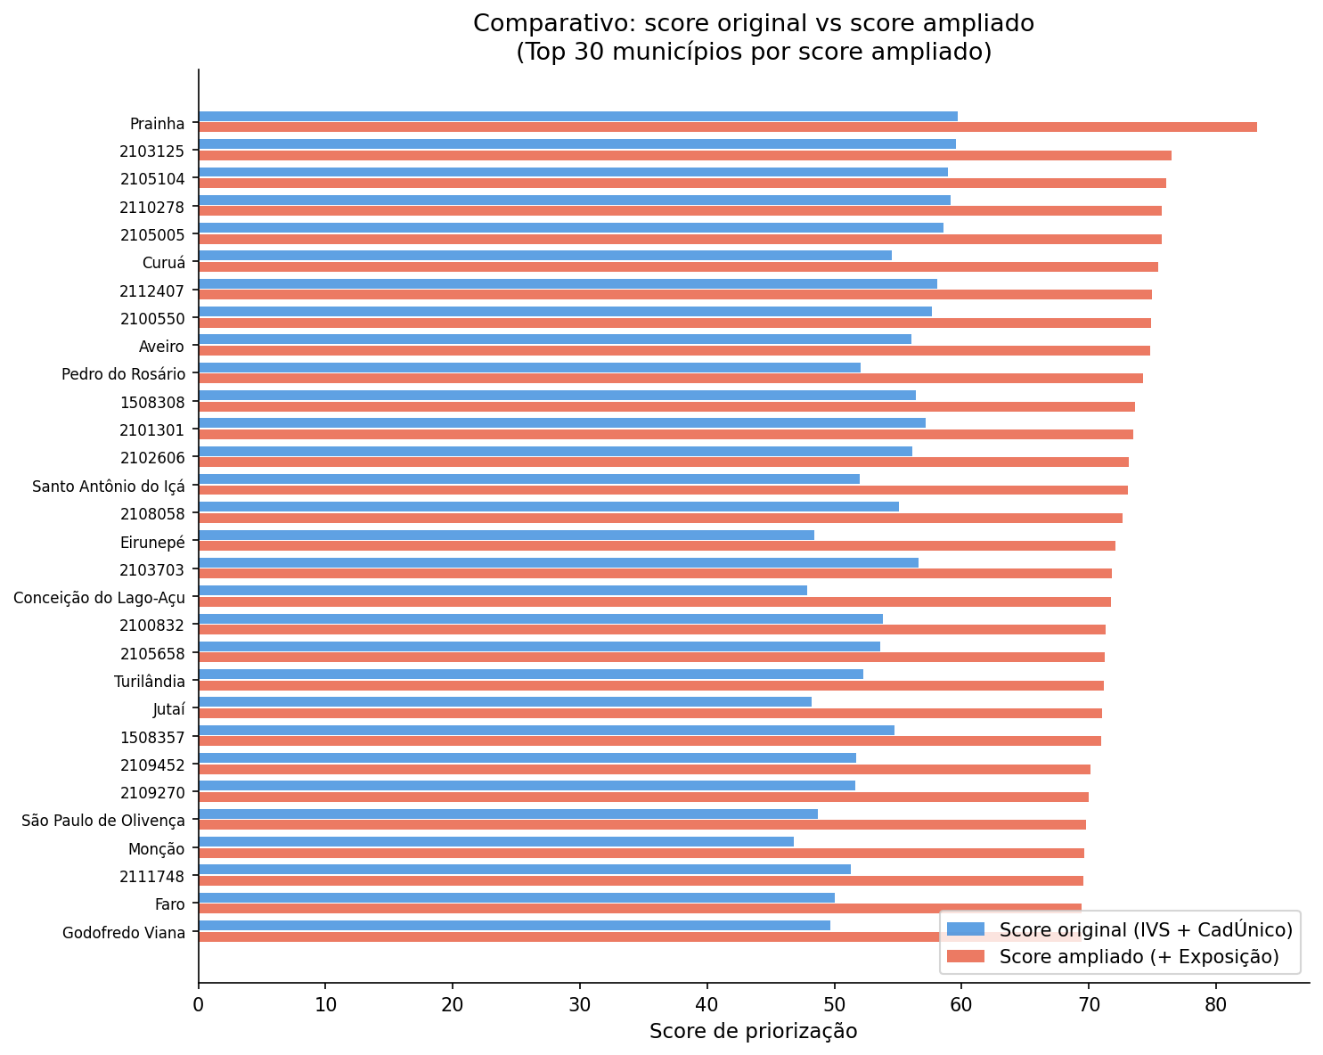 Comparativo: score original vs score ampliado
(Top 30 municípios por score ampliado)
Prainha
2103125
2105104
2110278
2105005
Curuá
2112407
2100550
Aveiro
Pedro do Rosário
1508308
2101301
2102606
Santo Antônio do Içá
2108058
Eirunepé
2103703
Conceição do Lago-Açu
2100832
2105658
Turilândia
Jutaí
1508357
2109452
2109270
São Paulo de Olivença
Monção
2111748
Faro
Godofredo Viana
Score original (IVS + CadÚnico)
Score ampliado (+ Exposição)
0 10 20 30 40 50 60 70 80
Score de priorização